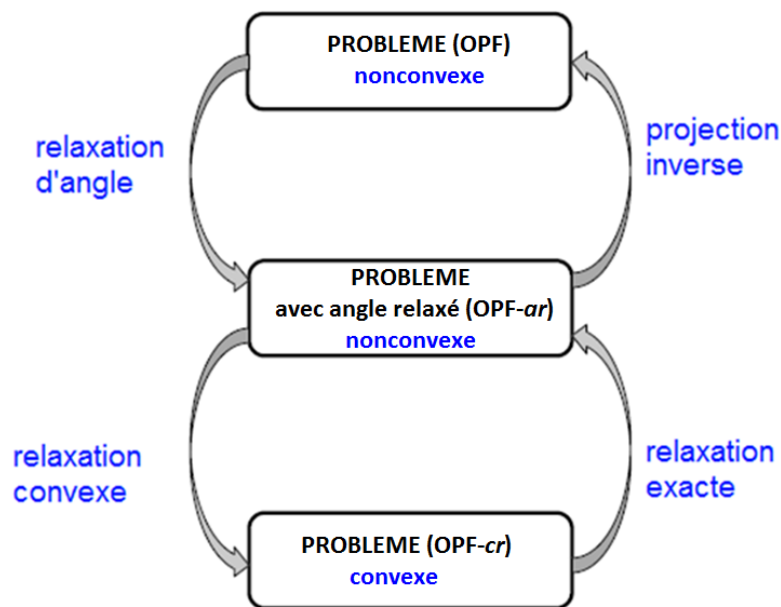 PROBLEME (OPF)
nonconvexe
relaxation
d'angle
projection
inverse
PROBLEME
avec angle relaxé (OPF-ar)
nonconvexe
relaxation
convexe
relaxation
exacte
PROBLEME (OPF-cr)
convexe